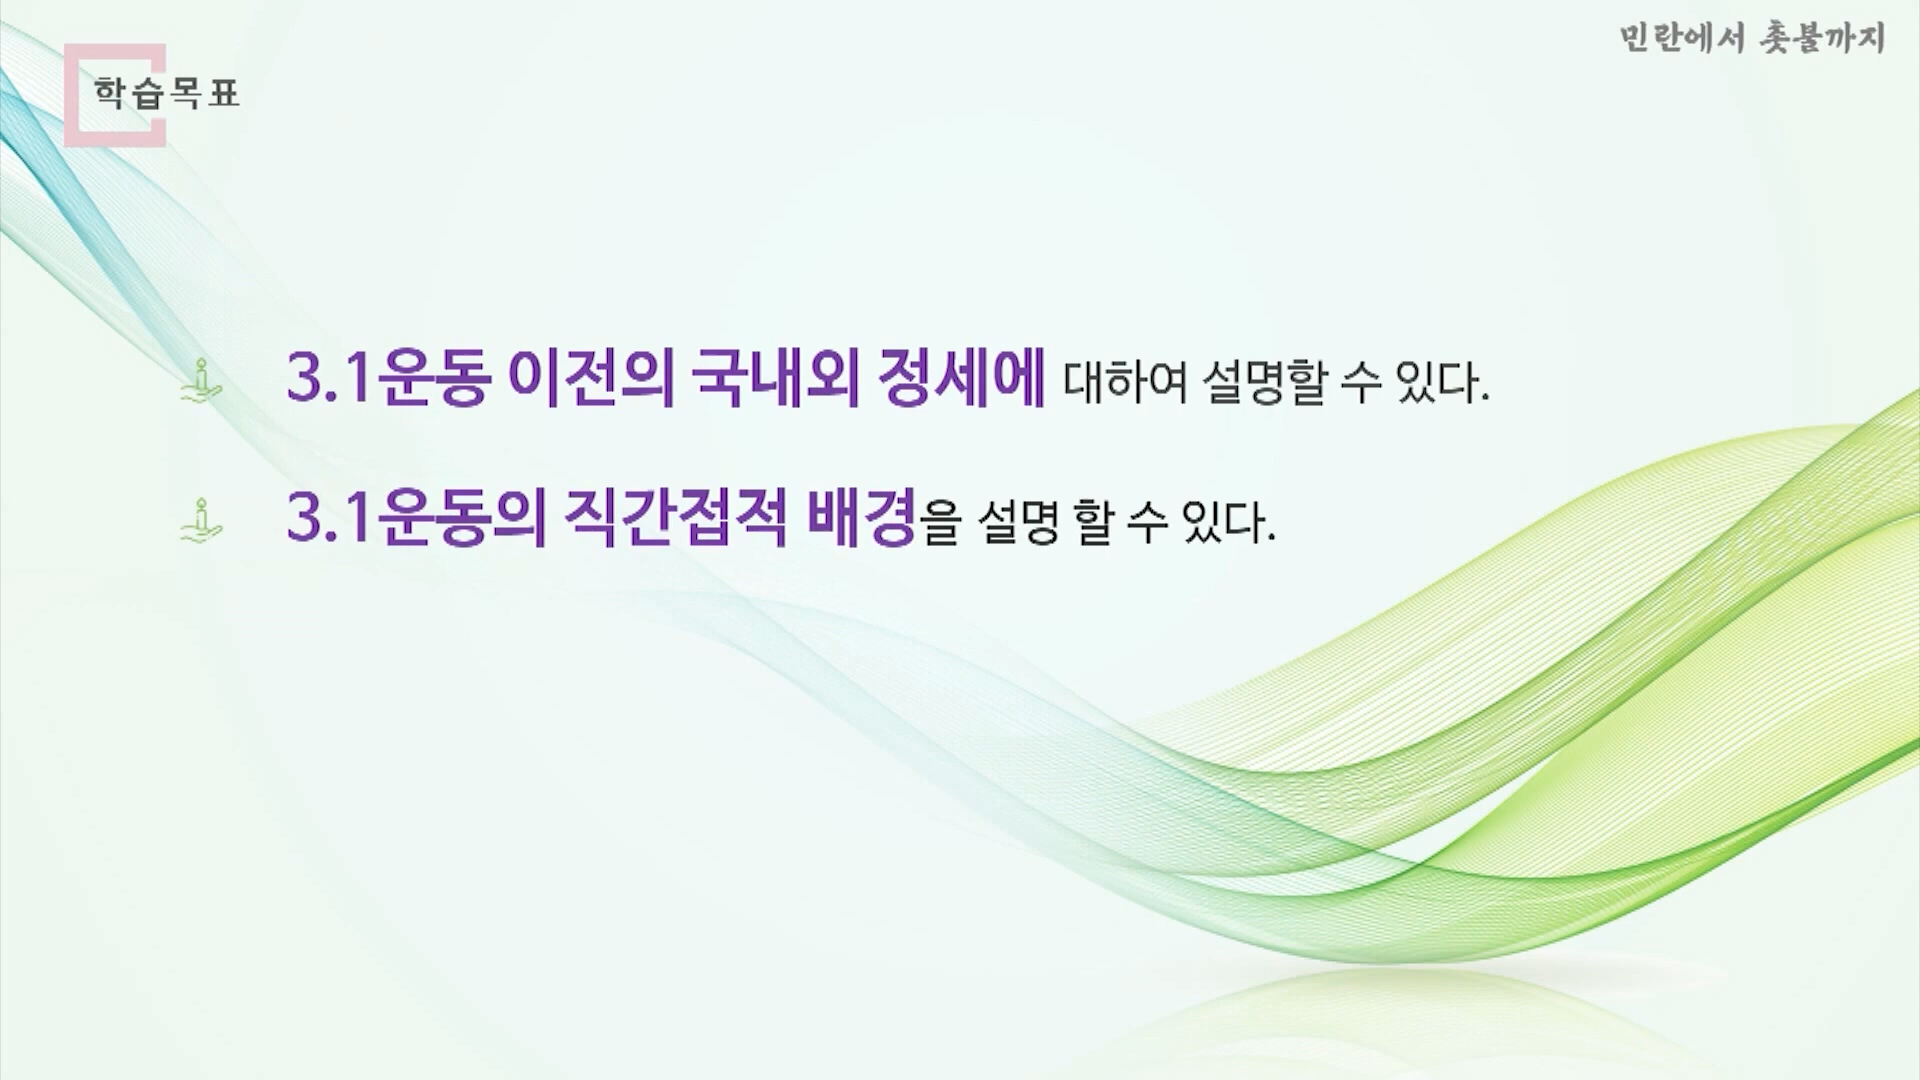 민란에서 촛불까지
학습목표
3.1운동 이전의 국내외 정세에 대하여 설명할 수 있다.
3.1운동의 직간접적 배경을 설명 할 수 있다.